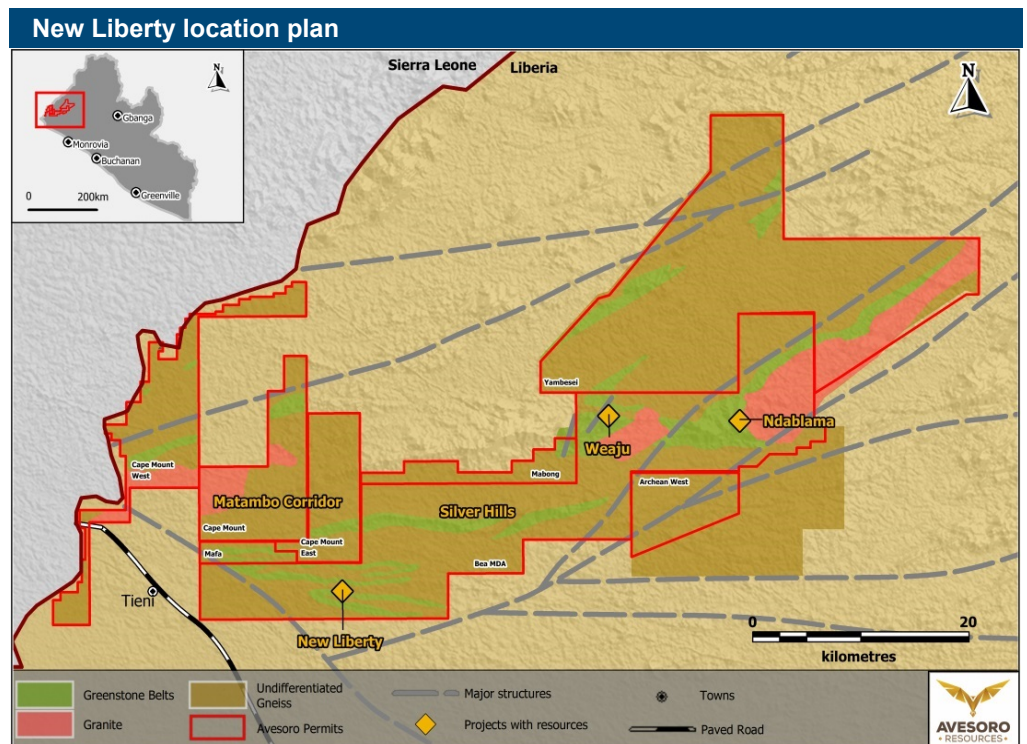 New Liberty location plan
Sierra Leone
Liberia
N
N
Gbanga
Monrovia
Buchanan
Greenville
0 200km
Yambesei
Weaju
Ndablama
Cape Mount
West
Mabong
Archean West
Matambo Corridor
Silver Hills
Cape Mount
Cape Mount
East
Mafa
Bea MDA
Tieni
New Liberty
0 20
kilometres
Greenstone Belts
Granite
Undifferentiated
Gneiss
Avesoro Permits
Major structures
Projects with resources
Towns
Paved Road
AVESORO
RESOURCES